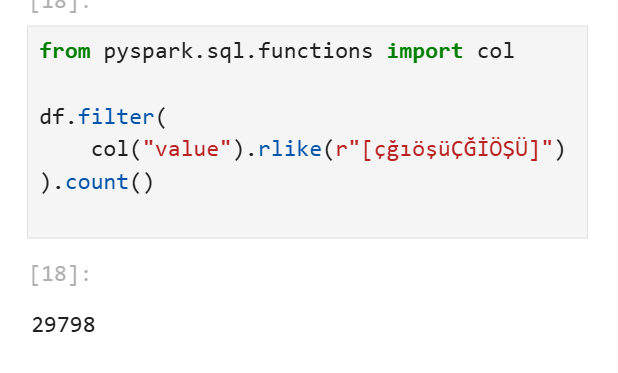 [18]:
from pyspark.sql.functions import col
df.filter(
    col("value").rlike(r"[çğıöşüÇĞİÖŞÜ]")
).count()
[18]:
29798